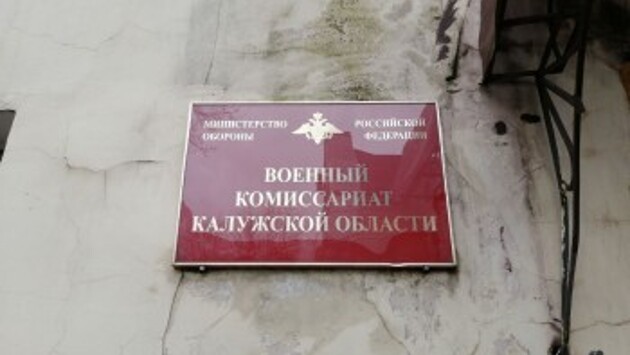 МИНИСТЕРСТВО РОССИЙСКОЙ
ОБОРОНЫ ФЕДЕРАЦИИ
ВОЕННЫЙ
КОМИССАРИАТ
КАЛУЖСКОЙ ОБЛАСТИ